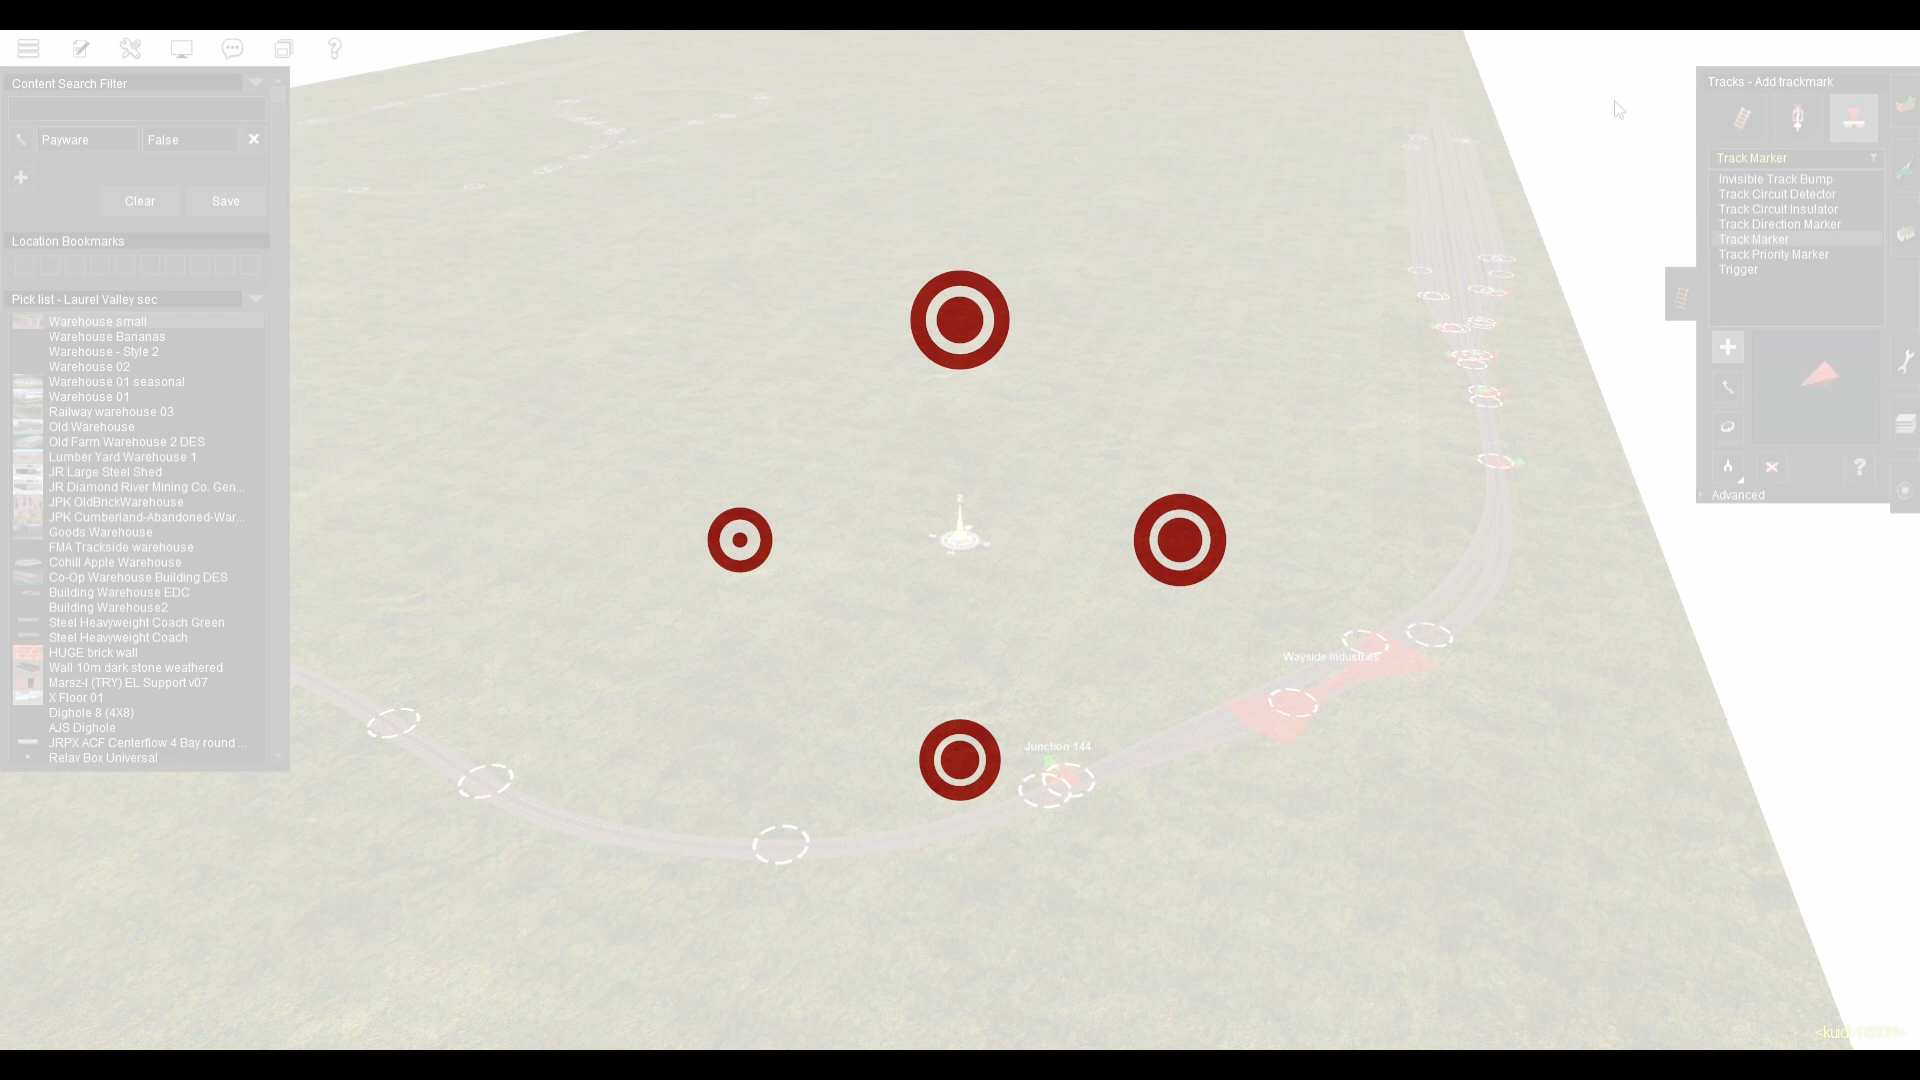 Content Search Filter
Payware
False
Clear
Save
Location Bookmarks
Pick list - Laurel Valley sec
Warehouse small
Warehouse Bananas
Warehouse - Style 2
Warehouse 02
Warehouse 01 seasonal
Warehouse 01
Railway warehouse 03
Old Warehouse
Old Farm Warehouse 2 DES
Lumber Yard Warehouse 1
JR Large Steel Shed
JR Diamond River Mining Co. Gen...
JPK OldBrickWarehouse
JPK Cumberland-Abandoned-War...
Goods Warehouse
FMA Trackside warehouse
Cohill Apple Warehouse
Co-Op Warehouse Building DES
Building Warehouse EDC
Building Warehouse2
Steel Heavyweight Coach Green
Steel Heavyweight Coach
HUGE brick wall
Wall 10m dark stone weathered
Marsz-I (TRY) EL Support v07
X Floor 01
Dighole 8 (4X8)
AJS Dighole
JRPX ACF Centerflow 4 Bay round ...
Relay Box Universal
Z
Wayside Industries
Junction 144
Tracks - Add trackmark
Track Marker
Invisible Track Bump
Track Circuit Detector
Track Circuit Insulator
Track Direction Marker
Track Marker
Track Priority Marker
Trigger
?
Advanced